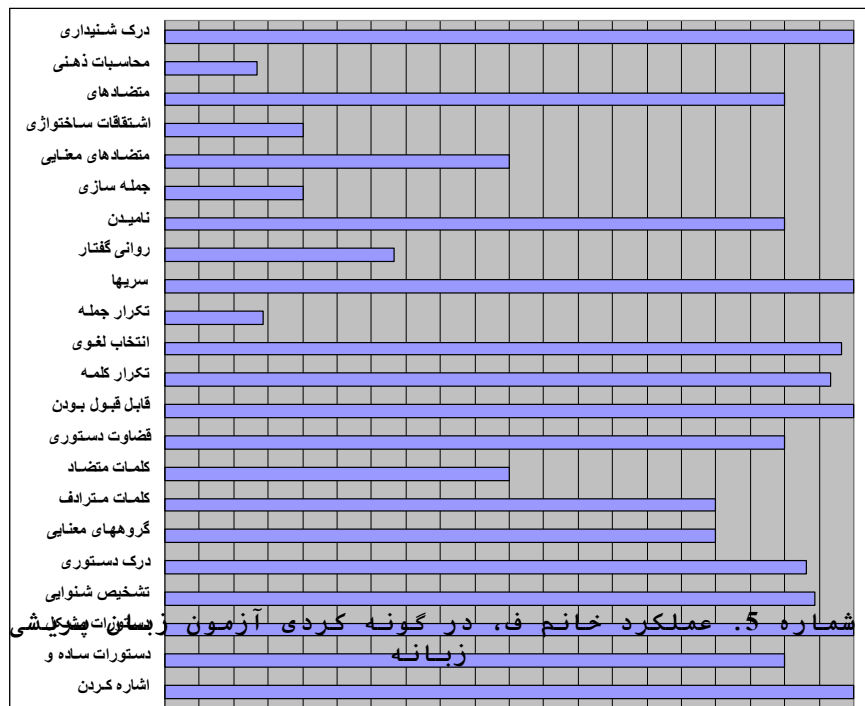 درک شنیداری
محاسبات ذهنی
متضادهای
اشتقاقات ساختواژی
متضادهای معنایی
جمله سازی
نامیدن
روانی گفتار
سریها
تکرار جمله
انتخاب لغوی
تکرار کلمه
قابل قبول بودن
قضاوت دستوری
کلمات متضاد
کلمات مترادف
گروههای معنایی
درک دستوری
تشخیص شنوایی
شماره 5. عملکرد خانم ف. در گونه کردی آزمون زبان پریشی
زبانه
دستورات ساده و
اشاره کردن